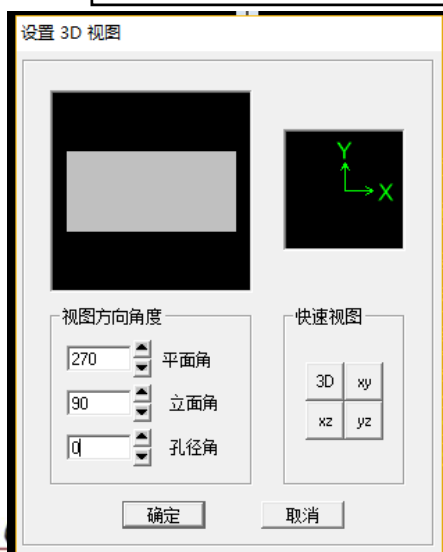 设置 3D 视图
Y
X
视图方向角度
270 平面角
90 立面角
0 孔径角
快速视图
3D xy
xz yz
确定 取消